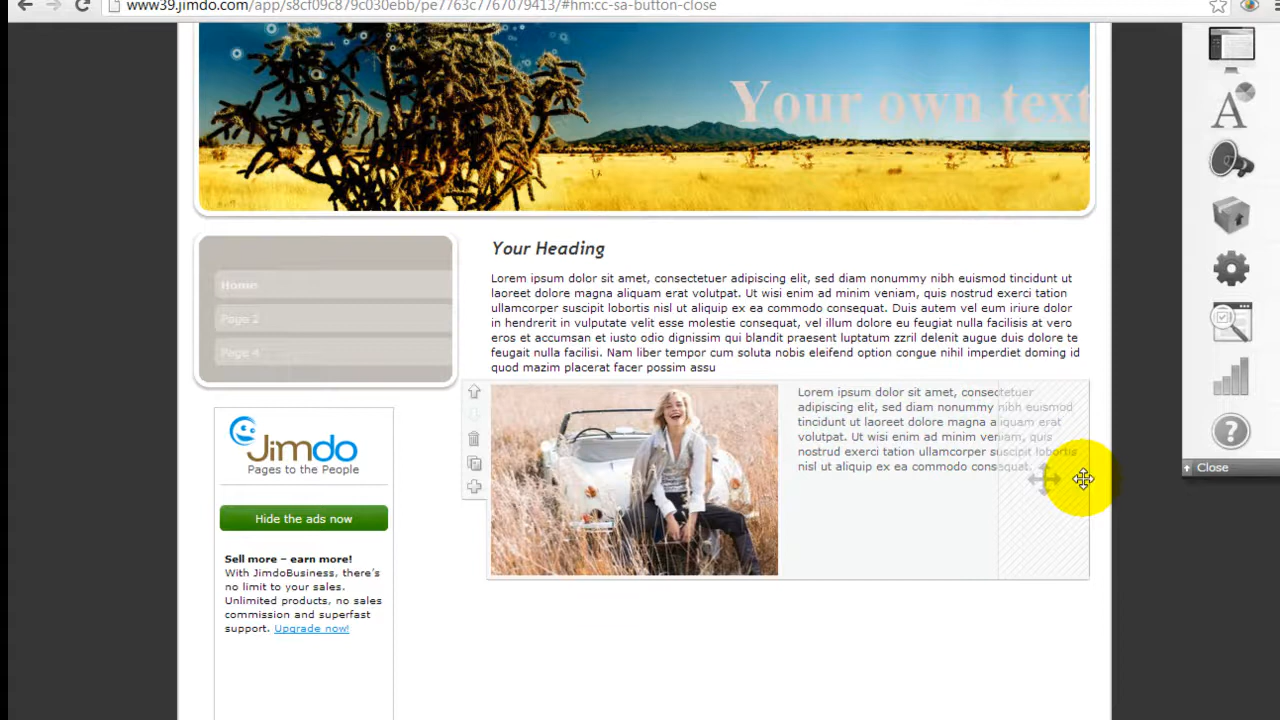 www39.jimdo.com/app/s8cf09c879c030ebb/pe7763c7767079413/#hm:cc-sa-button-close
Your own text
Home
Page 2
Page 4
Jimdo
Pages to the People
Hide the ads now
Sell more – earn more!
With JimdoBusiness, there's
no limit to your sales.
Unlimited products, no sales
commission and superfast
support. Upgrade now!
Your Heading
Lorem ipsum dolor sit amet, consectetuer adipiscing elit, sed diam nonummy nibh euismod tincidunt ut
laoreet dolore magna aliquam erat volutpat. Ut wisi enim ad minim veniam, quis nostrud exerci tation
ullamcorper suscipit lobortis nisl ut aliquip ex ea commodo consequat. Duis autem vel eum iriure dolor
in hendrerit in vulputate velit esse molestie consequat, vel illum dolore eu feugiat nulla facilisis at vero
eros et accumsan et iusto odio dignissim qui blandit praesent luptatum zzril delenit augue duis dolore te
feugait nulla facilisi. Nam liber tempor cum soluta nobis eleifend option congue nihil imperdiet doming id
quod mazim placerat facer possim assu
Lorem ipsum dolor sit amet, consectetuer
adipiscing elit, sed diam nonummy nibh euismod
tincidunt ut laoreet dolore magna aliquam erat
volutpat. Ut wisi enim ad minim veniam, quis
nostrud exerci tation ullamcorper suscipit lobortis
nisl ut aliquip ex ea commodo consequat.
A
?
Close